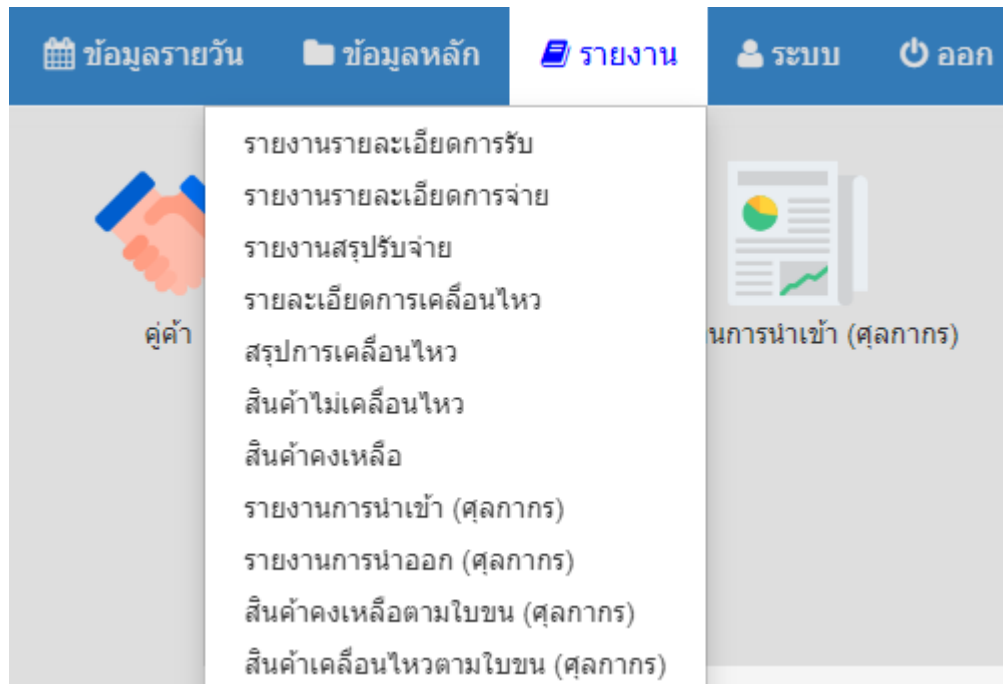 ข้อมูลรายวัน ข้อมูลหลัก รายงาน ระบบ ออก
รายงานรายละเอียดการรับ
รายงานรายละเอียดการจ่าย
รายงานสรุปรับจ่าย
รายละเอียดการเคลื่อนไหว
คู่ค้า
สรุปการเคลื่อนไหว
นการนำเข้า (ศุลกากร)
สินค้าไม่เคลื่อนไหว
สินค้าคงเหลือ
รายงานการนำเข้า (ศุลกากร)
รายงานการนำออก (ศุลกากร)
สินค้าคงเหลือตามใบขน (ศุลกากร)
สินค้าเคลื่อนไหวตามใบขน (ศุลกากร)